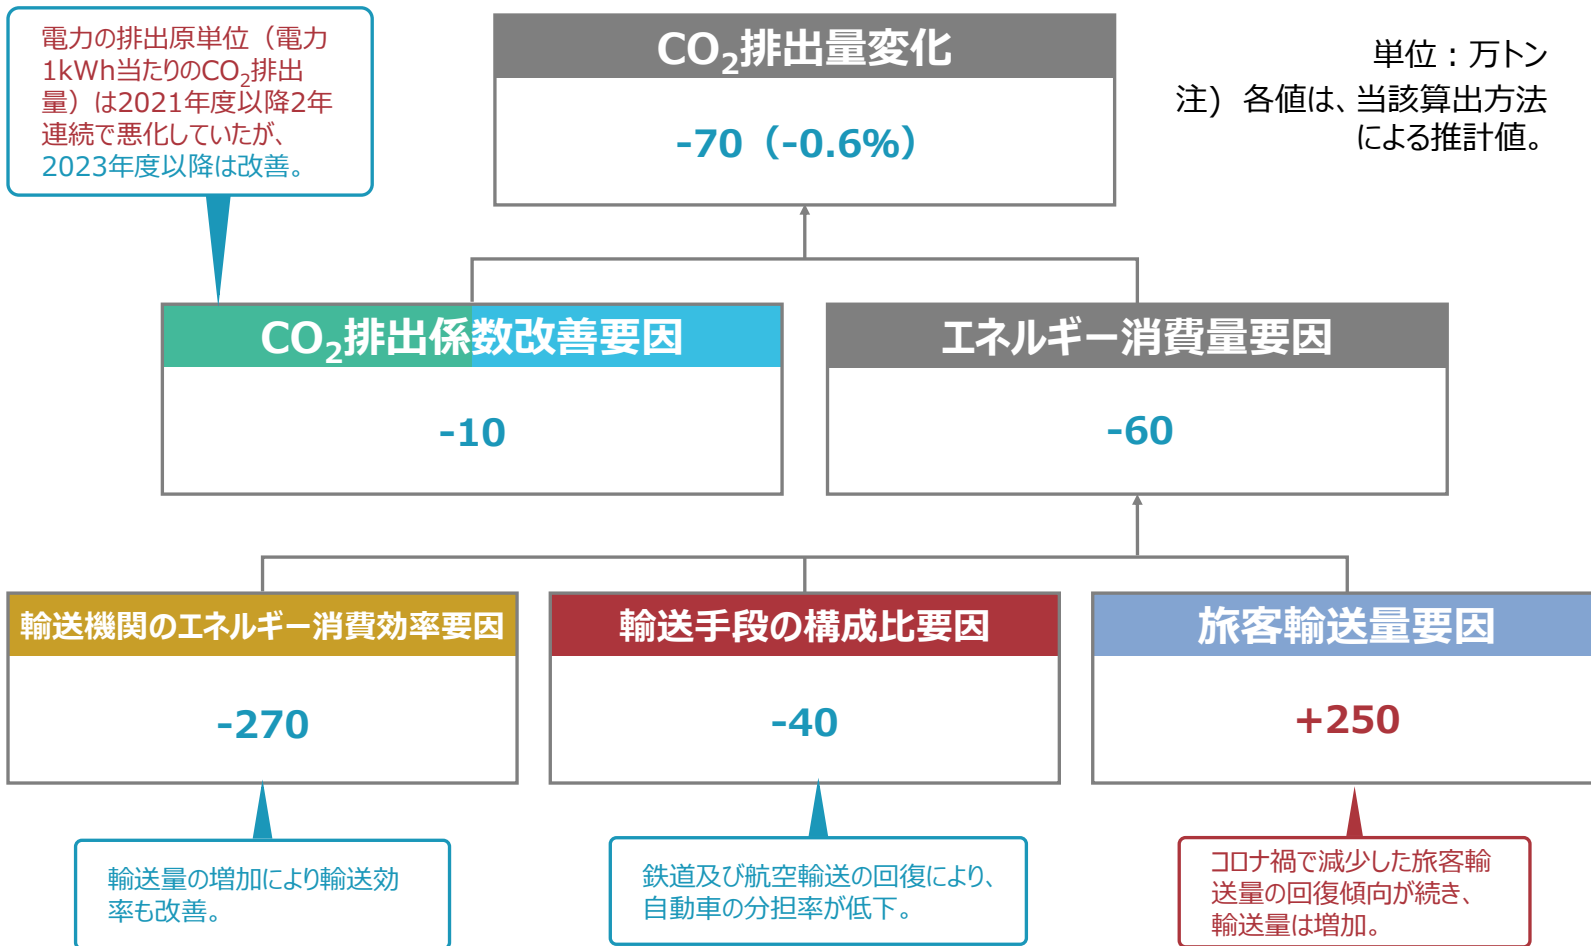 電力の排出原単位（電力
1kWh当たりのCO₂排出
量）は2021年度以降2年
連続で悪化していたが、
2023年度以降は改善。
CO₂排出量変化
-70（-0.6%）
単位：万トン
注) 各値は、当該算出方法
による推計値。
CO₂排出係数改善要因
-10
エネルギー消費量要因
-60
輸送機関のエネルギー消費効率要因
-270
輸送手段の構成比要因
-40
旅客輸送量要因
+250
輸送量の増加により輸送効
率も改善。
鉄道及び航空輸送の回復により、
自動車の分担率が低下。
コロナ禍で減少した旅客輸
送量の回復傾向が続き、
輸送量は増加。